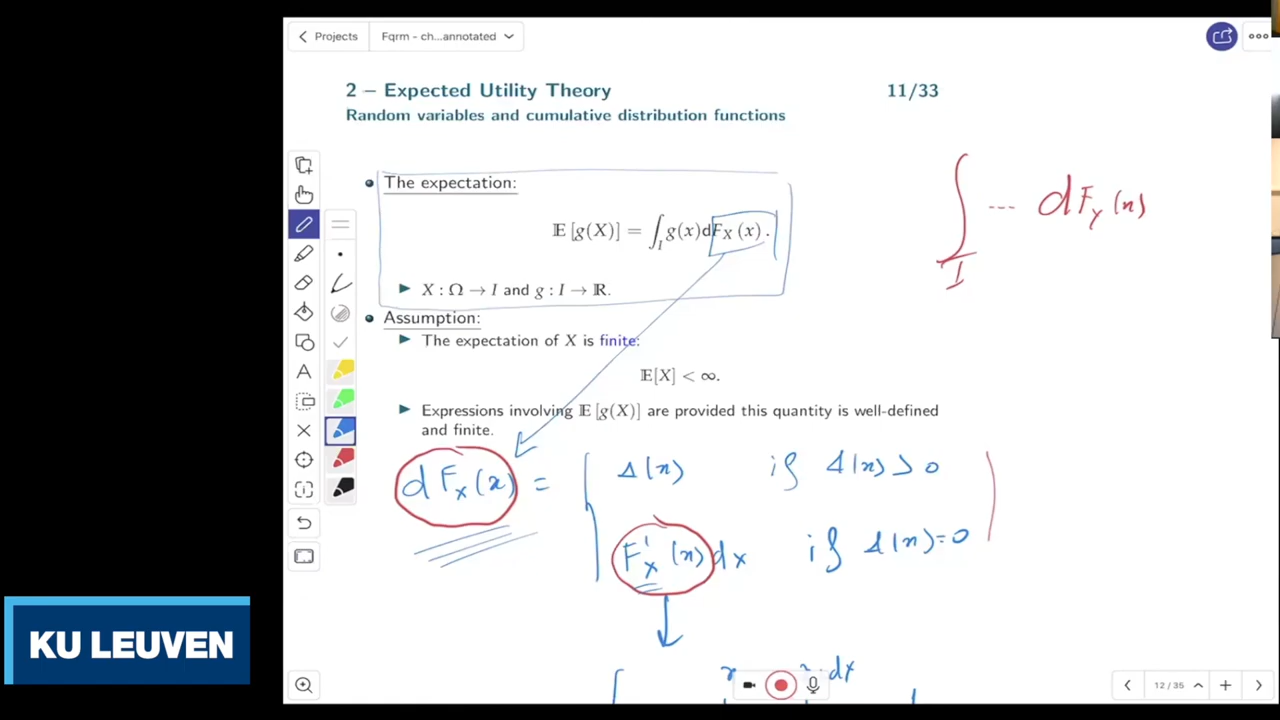 Projects
Fqrm - ch...annotated
2 – Expected Utility Theory 11/33
Random variables and cumulative distribution functions
The expectation:
𝔼 [g(X)] = ∫_I g(x)dF_X (x) .
∫_I ... dF_X (x)
X : Ω → I and g : I → ℝ.
Assumption:
The expectation of X is finite:
𝔼[X] < ∞.
Expressions involving 𝔼 [g(X)] are provided this quantity is well-defined
and finite.
dF_X (x) = Δ(x) if Δ(x) > 0
F'_X (x) dx if Δ(x) = 0
KU LEUVEN
12 / 35